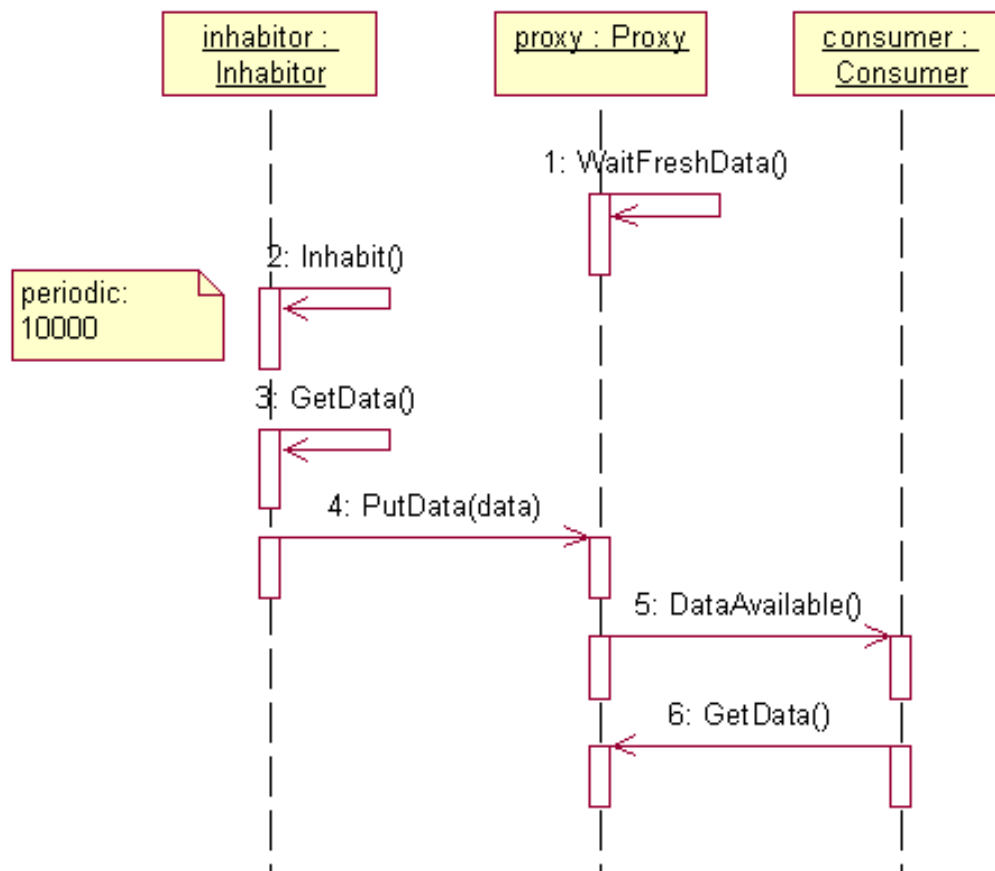 inhabitor :
Inhabitor
proxy : Proxy
consumer :
Consumer
1: WaitFreshData()
2: Inhabit()
periodic:
10000
3: GetData()
4: PutData(data)
5: DataAvailable()
6: GetData()